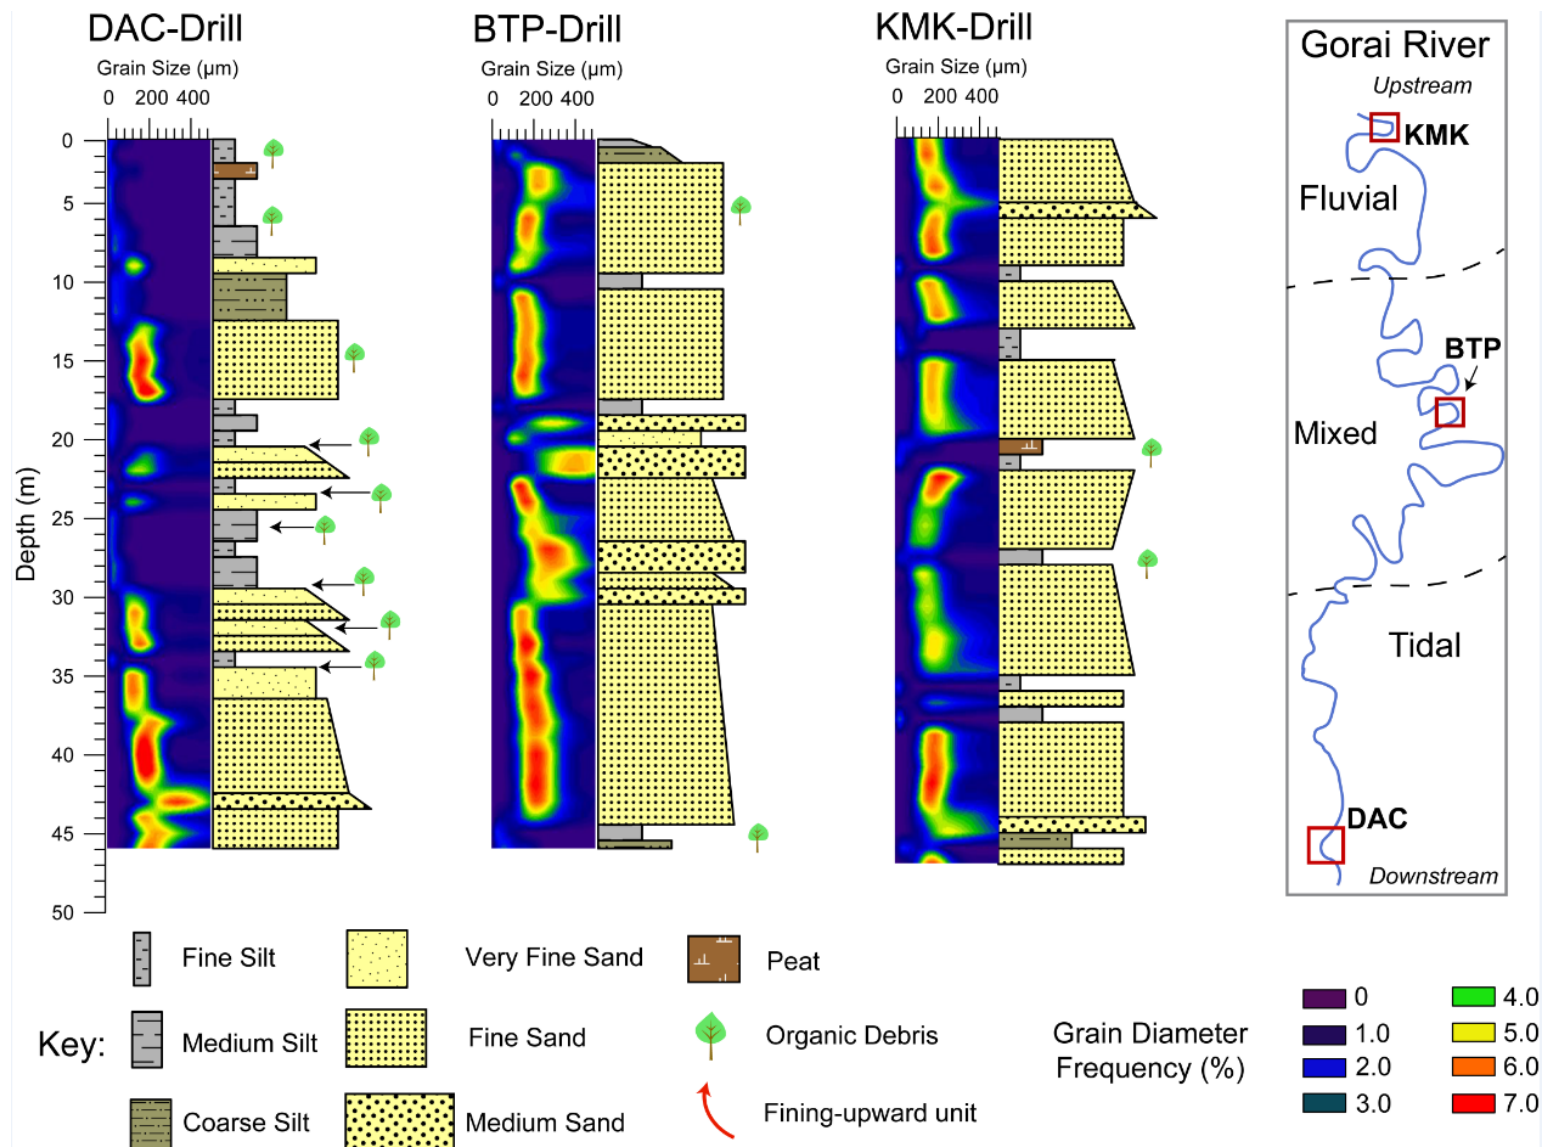 DAC-Drill
BTP-Drill
KMK-Drill
Grain Size (µm)
Grain Size (µm)
Grain Size (µm)
0 200 400
0 200 400
0 200 400
Depth (m)
0
5
10
15
20
25
30
35
40
45
50
Gorai River
Upstream
KMK
Fluvial
BTP
Mixed
Tidal
DAC
Downstream
Key:
Fine Silt
Very Fine Sand
Peat
Medium Silt
Fine Sand
Organic Debris
Coarse Silt
Medium Sand
Fining-upward unit
Grain Diameter
Frequency (%)
0
1.0
2.0
3.0
4.0
5.0
6.0
7.0